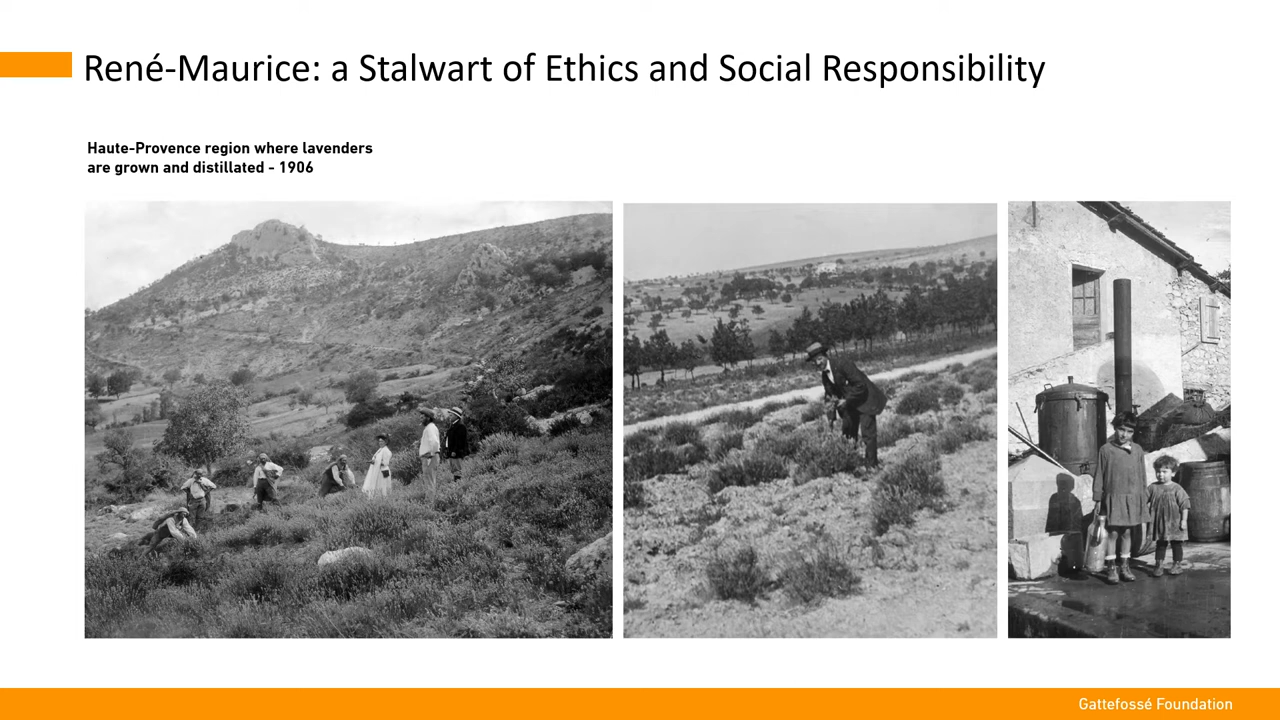 René-Maurice: a Stalwart of Ethics and Social Responsibility
Haute-Provence region where lavenders
are grown and distillated - 1906
Gattefossé Foundation